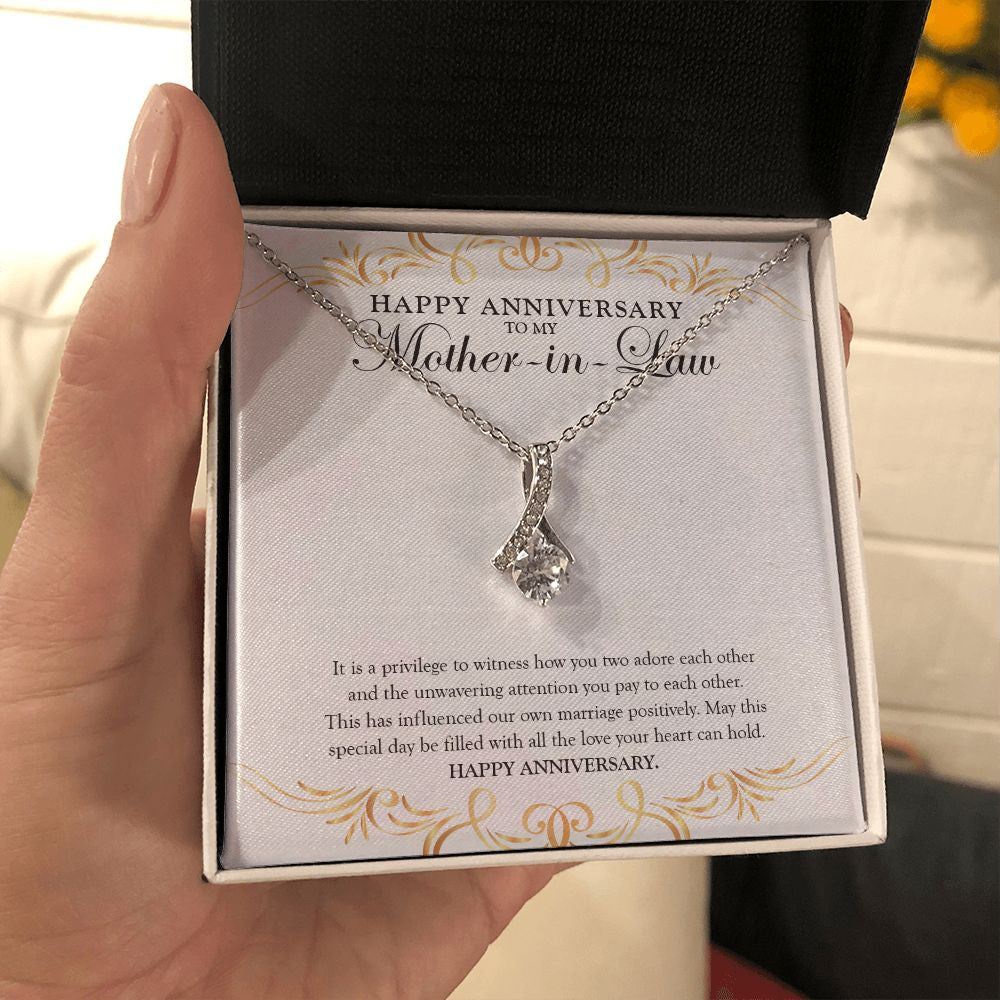 HAPPY ANNIVERSARY
TO MY
Mother-in-Law
It is a privilege to witness how you two adore each other
and the unwavering attention you pay to each other.
This has influenced our own marriage positively. May this
special day be filled with all the love your heart can hold.
HAPPY ANNIVERSARY.